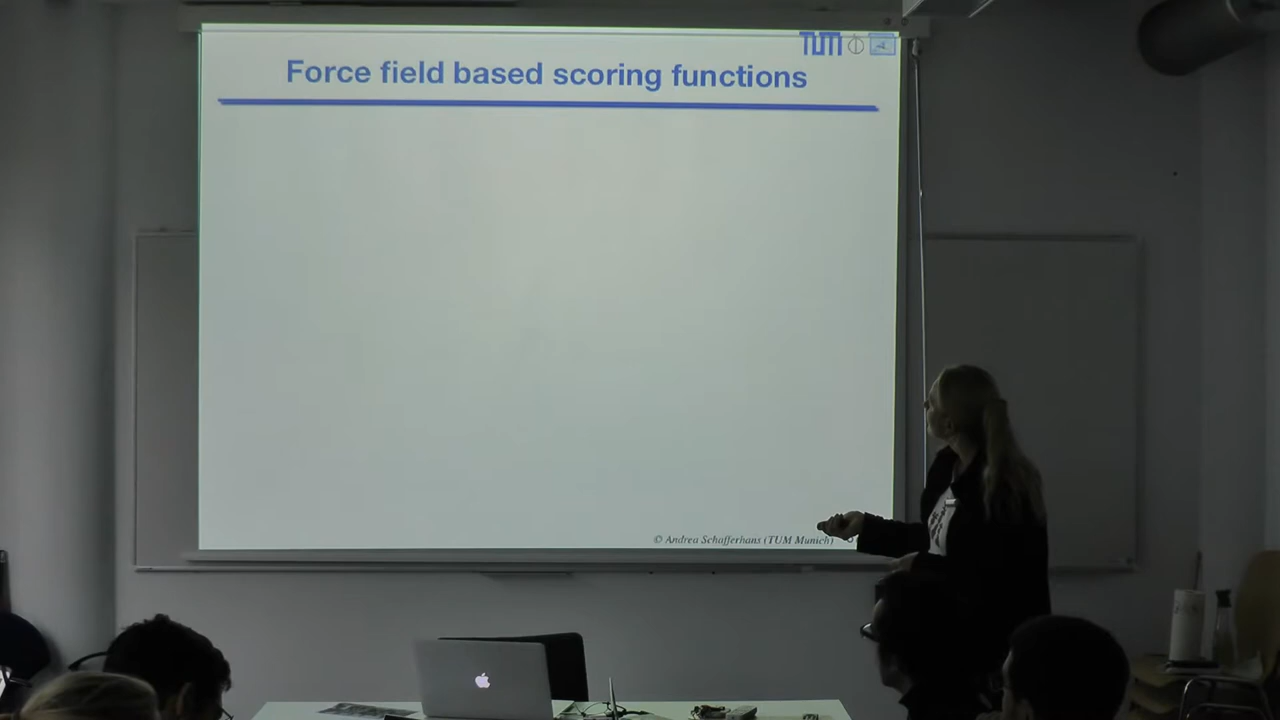 TUM
Force field based scoring functions
© Andrea Schafferhans (TUM Munich)